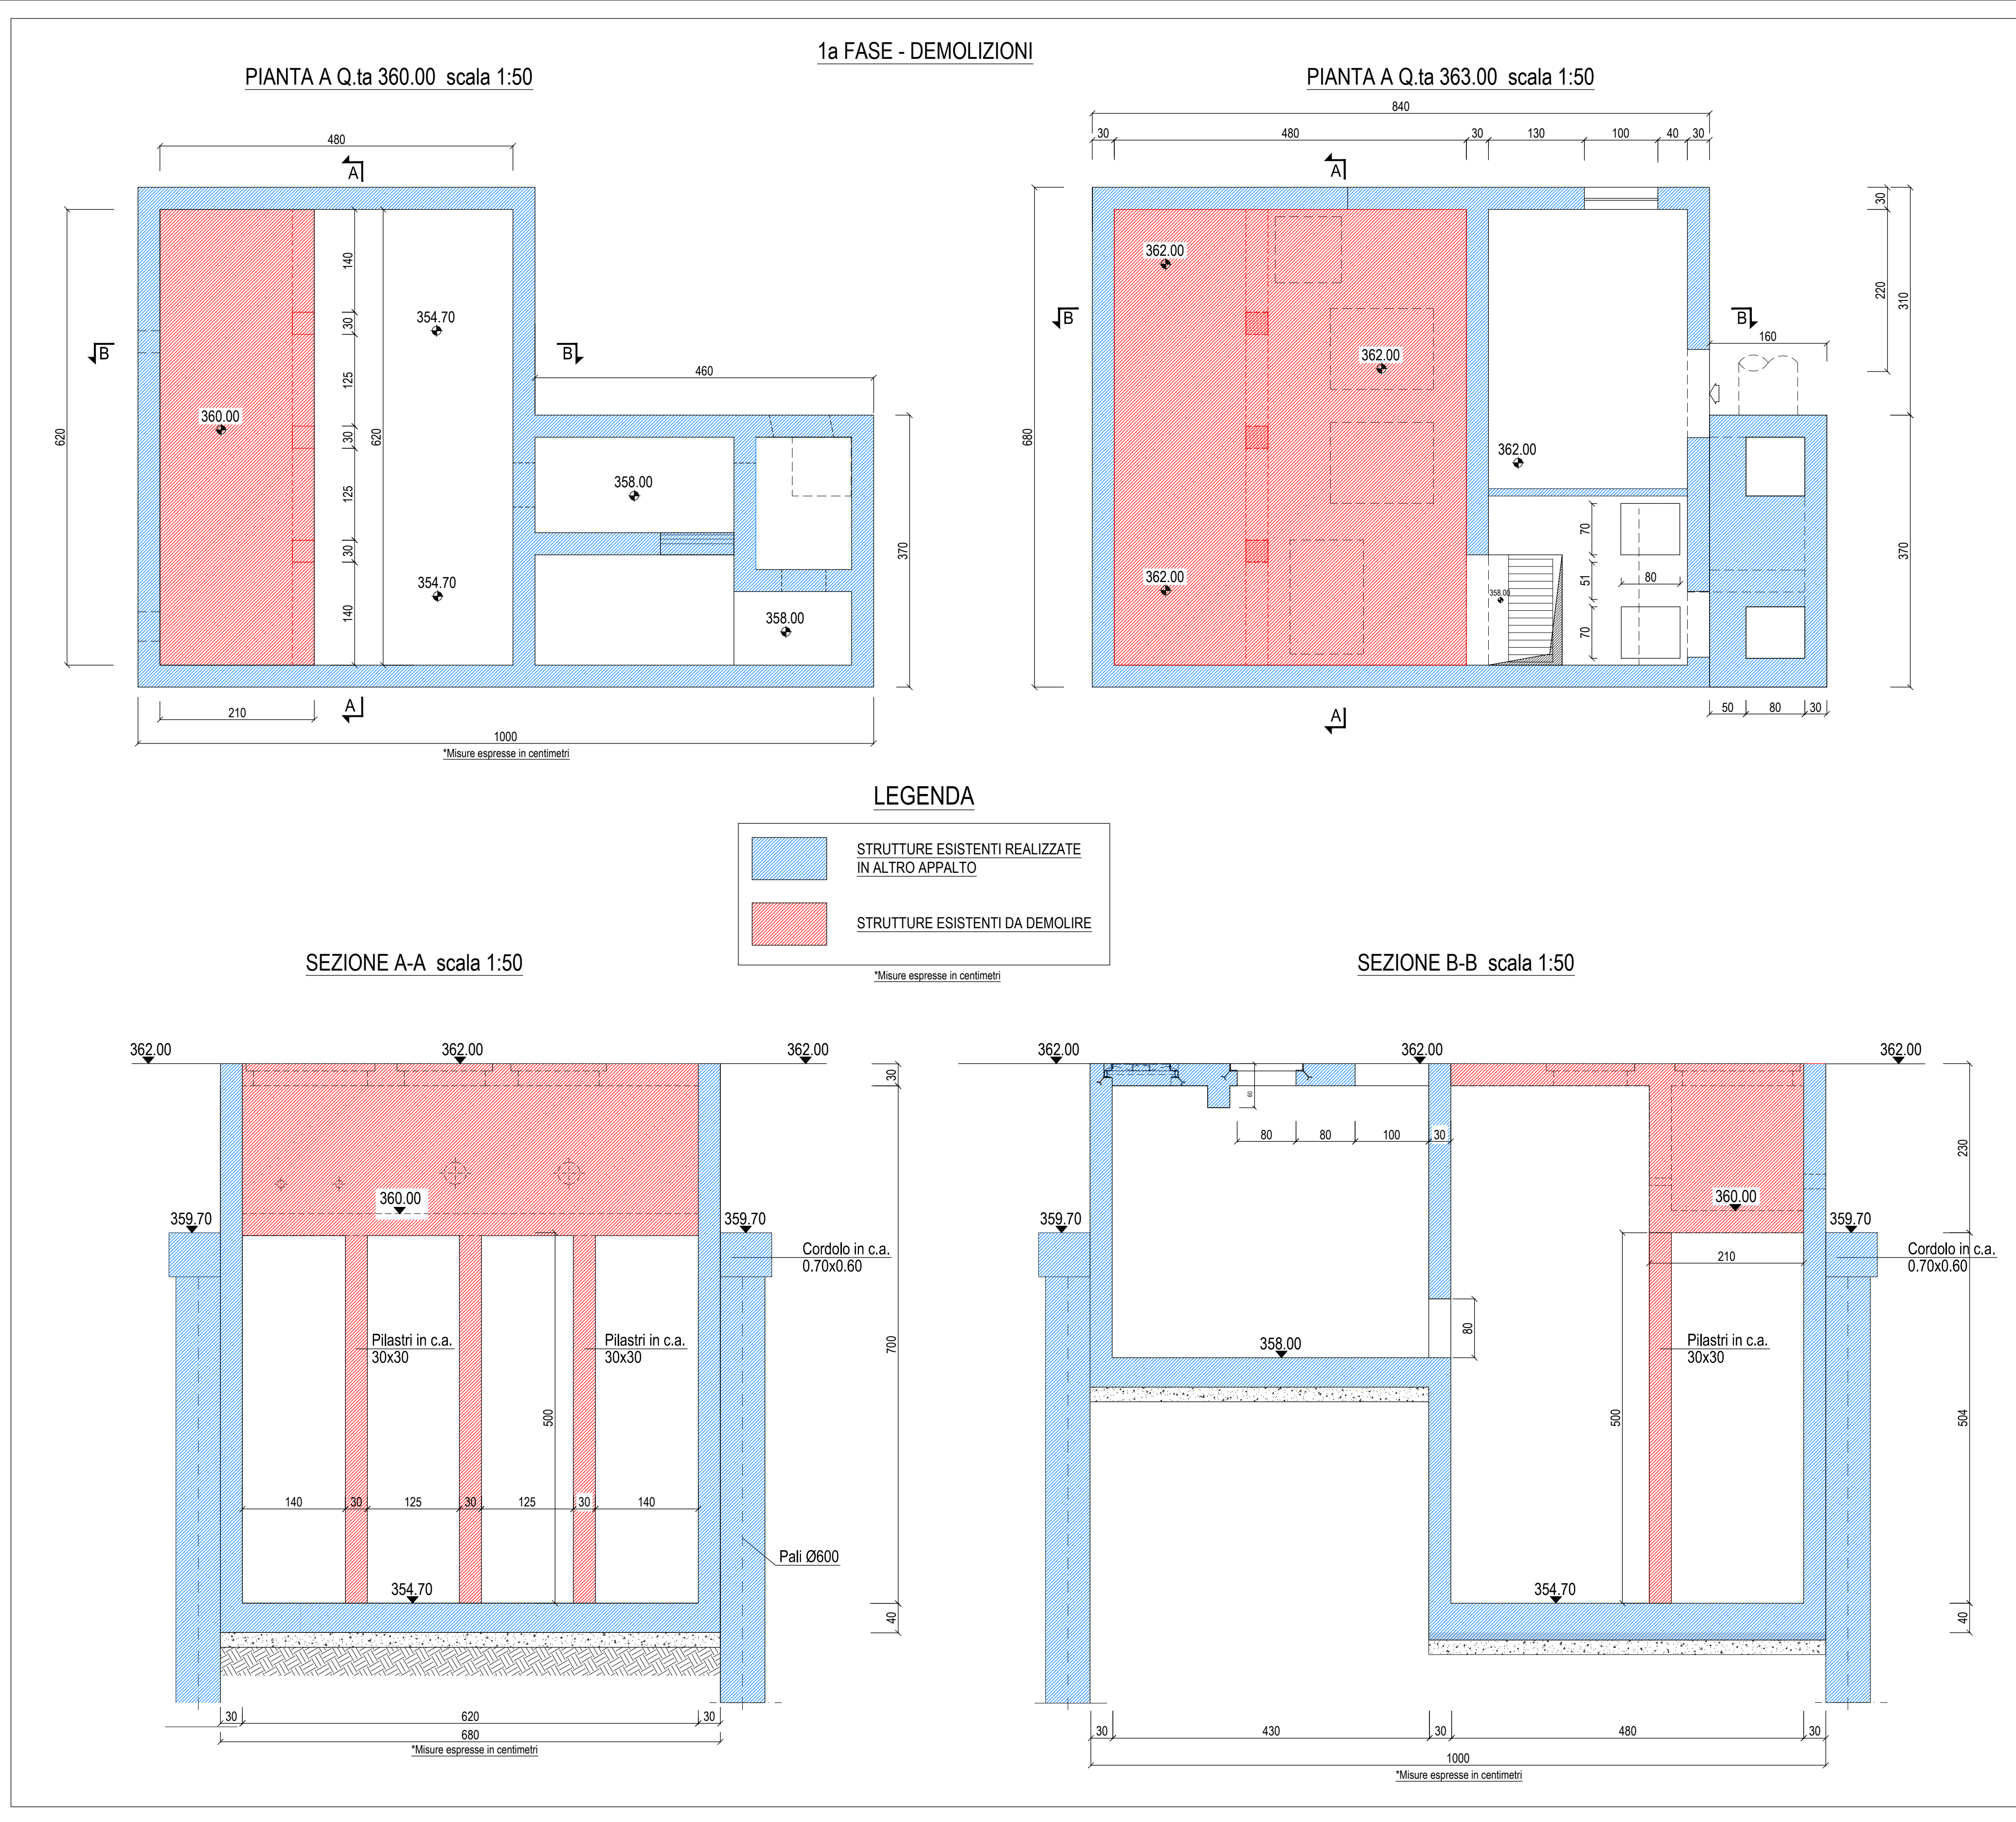 1a FASE - DEMOLIZIONI
PIANTA A Q.ta 360.00 scala 1:50
480
A
A
B
B
620
620
140
30
125
30
125
30
140
354.70
354.70
360.00
358.00
358.00
460
370
210
1000
*Misure espresse in centimetri
PIANTA A Q.ta 363.00 scala 1:50
840
30
480
30
130
100
40
30
A
A
B
B
680
362.00
362.00
362.00
362.00
358.00
30
220
310
370
160
70
51
70
80
50
80
30
LEGENDA
STRUTTURE ESISTENTI REALIZZATE
IN ALTRO APPALTO
STRUTTURE ESISTENTI DA DEMOLIRE
*Misure espresse in centimetri
SEZIONE A-A scala 1:50
362.00
362.00
362.00
30
360.00
359.70
359.70
Cordolo in c.a.
0.70x0.60
Pilastri in c.a.
30x30
Pilastri in c.a.
30x30
700
500
140
30
125
30
125
30
140
Pali Ø600
354.70
40
30
620
30
680
*Misure espresse in centimetri
SEZIONE B-B scala 1:50
362.00
362.00
362.00
60
80
80
100
30
230
360.00
359.70
359.70
Cordolo in c.a.
0.70x0.60
210
80
358.00
Pilastri in c.a.
30x30
500
504
354.70
40
30
430
30
480
30
1000
*Misure espresse in centimetri